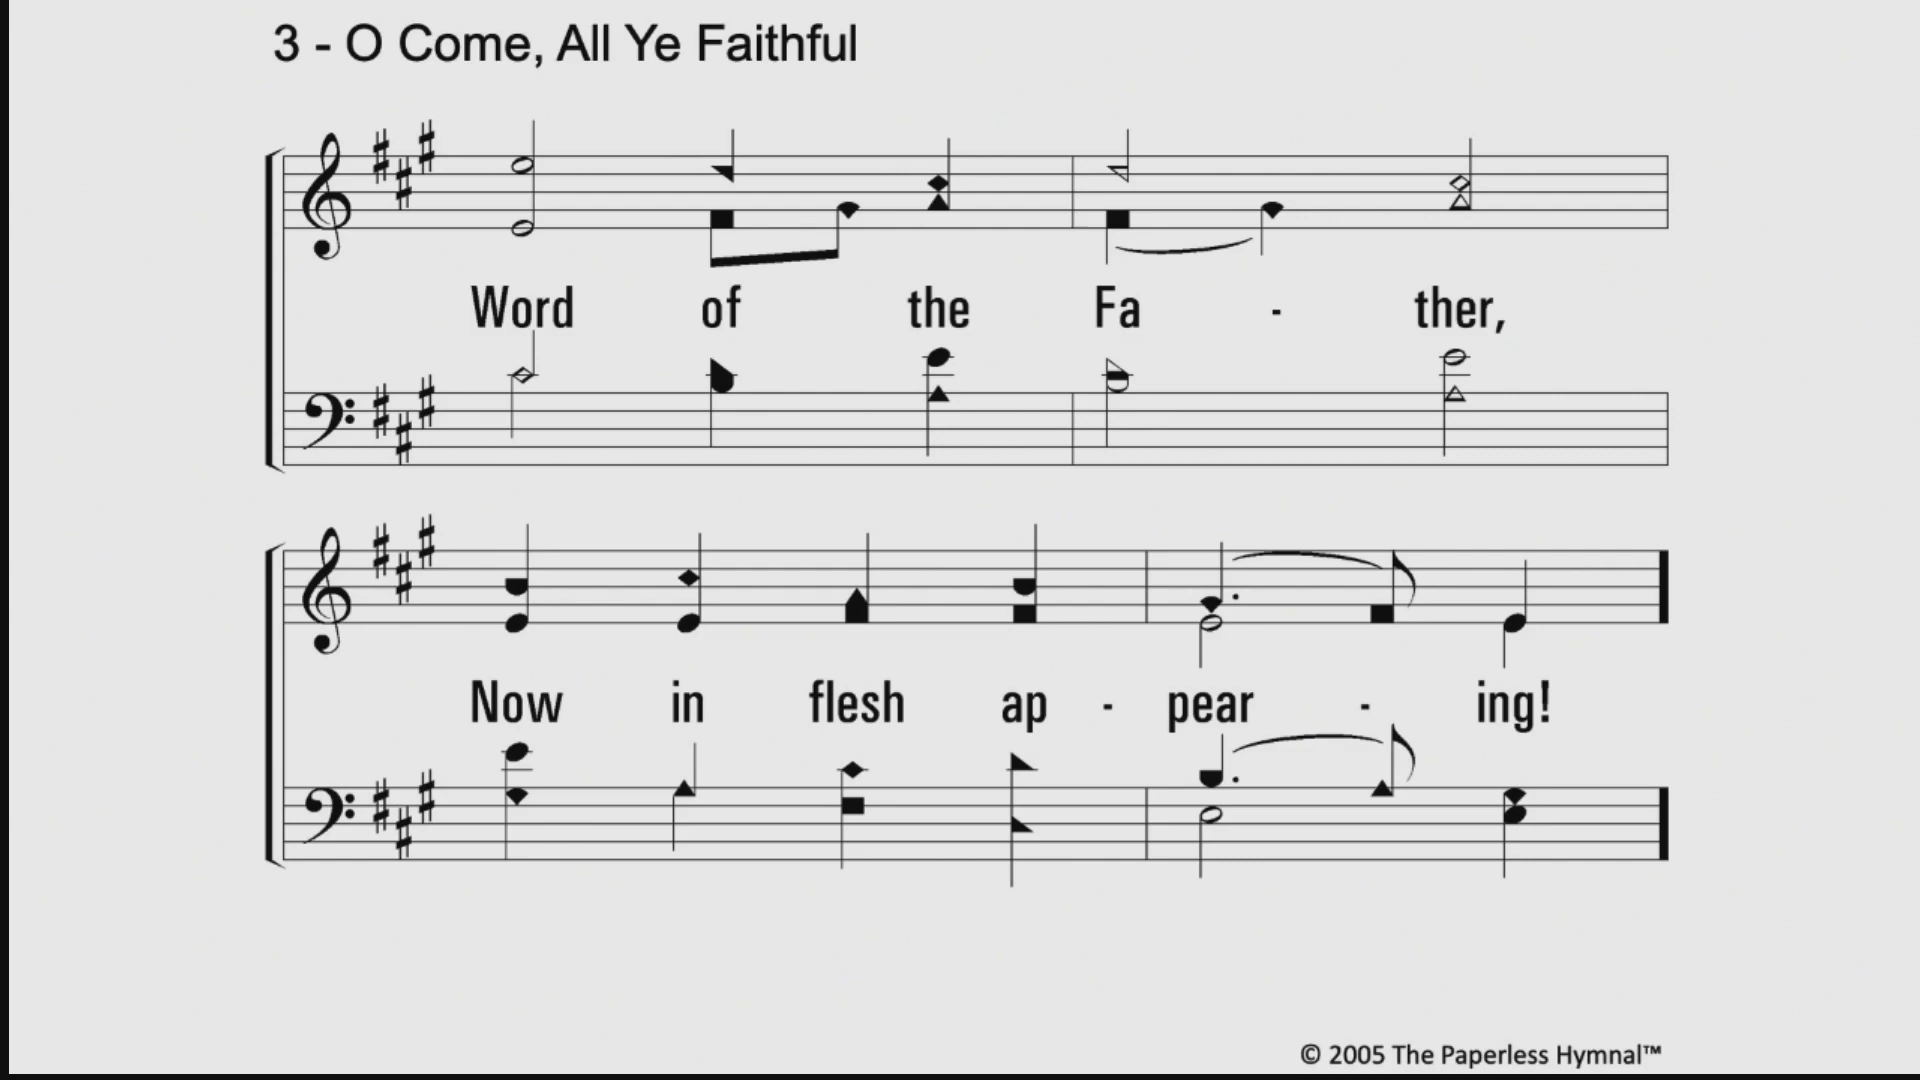 3 - O Come, All Ye Faithful
Word of the Fa - ther,
Now in flesh ap - pear - ing!
© 2005 The Paperless Hymnal™